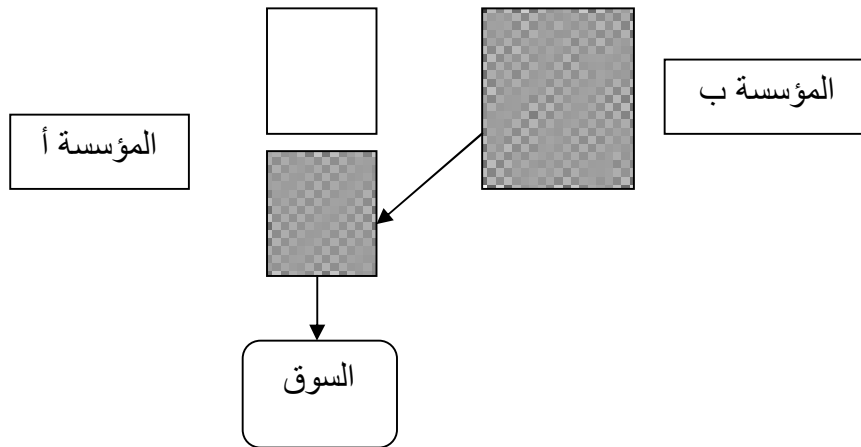 المؤسسة ب
المؤسسة أ
السوق